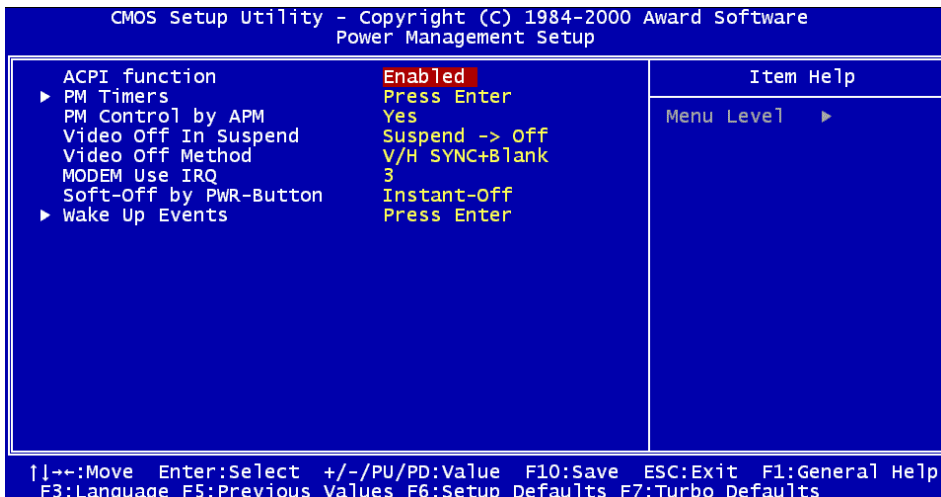 CMOS Setup Utility - Copyright (C) 1984-2000 Award Software
Power Management Setup
ACPI function Enabled
▶ PM Timers Press Enter
PM Control by APM Yes
Video Off In Suspend Suspend -> Off
Video Off Method V/H SYNC+Blank
MODEM Use IRQ 3
Soft-Off by PWR-Button Instant-Off
▶ Wake Up Events Press Enter
Item Help
Menu Level ▶
↑↓→←:Move Enter:Select +/-/PU/PD:Value F10:Save ESC:Exit F1:General Help
F3:Language F5:Previous Values F6:Setup Defaults F7:Turbo Defaults